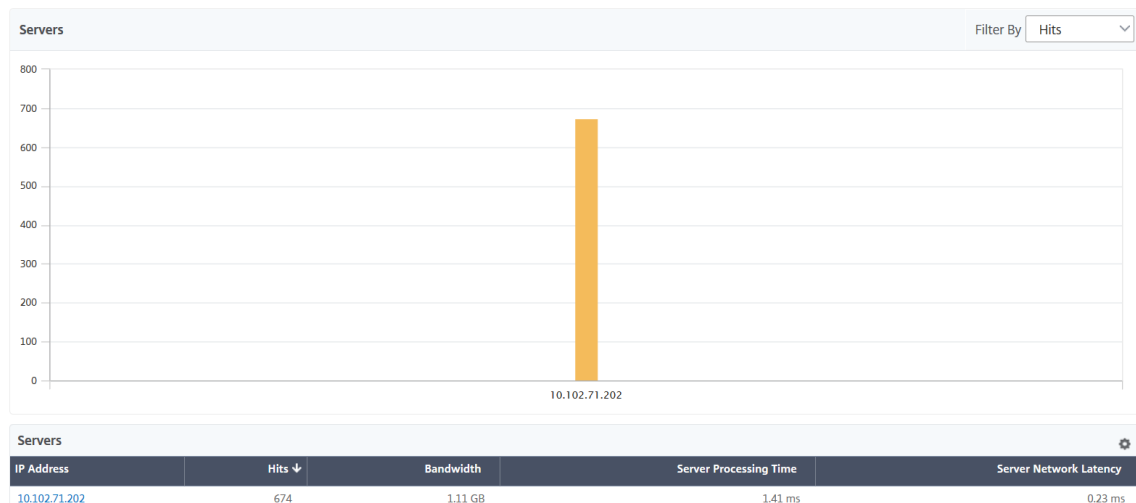 Servers
Filter By Hits
800
700
600
500
400
300
200
100
0
10.102.71.202
Servers
IP Address Hits Bandwidth Server Processing Time Server Network Latency
10.102.71.202 674 1.11 GB 1.41 ms 0.23 ms